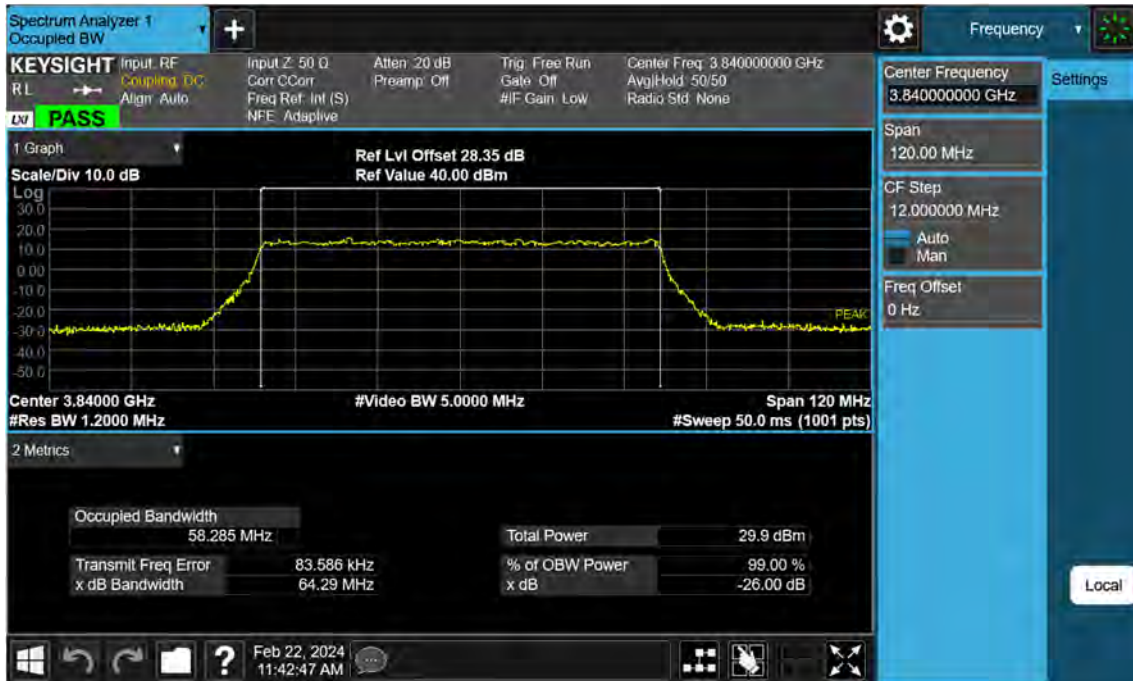 Spectrum Analyzer 1
Occupied BW
+
Frequency
KEYSIGHT
RL
LXI
PASS
Input: RF
Coupling: DC
Align: Auto
Input Z: 50 Ω
Corr CCorr
Freq Ref: Int (S)
NFE: Adaptive
Atten: 20 dB
Preamp: Off
Trig: Free Run
Gate: Off
#IF Gain: Low
Center Freq: 3.840000000 GHz
Avg|Hold: 50/50
Radio Std: None
Center Frequency
3.840000000 GHz
Settings
Span
120.00 MHz
CF Step
12.000000 MHz
Auto
Man
Freq Offset
0 Hz
1 Graph
Scale/Div 10.0 dB
Ref Lvl Offset 28.35 dB
Ref Value 40.00 dBm
Log
30.0
20.0
10.0
0.00
-10.0
-20.0
-30.0
-40.0
-50.0
PEAK
Center 3.84000 GHz
#Video BW 5.0000 MHz
Span 120 MHz
#Res BW 1.2000 MHz
#Sweep 50.0 ms (1001 pts)
2 Metrics
Occupied Bandwidth
58.285 MHz
Total Power 29.9 dBm
Transmit Freq Error 83.586 kHz
% of OBW Power 99.00 %
x dB Bandwidth 64.29 MHz
x dB -26.00 dB
Local
?
Feb 22, 2024
11:42:47 AM